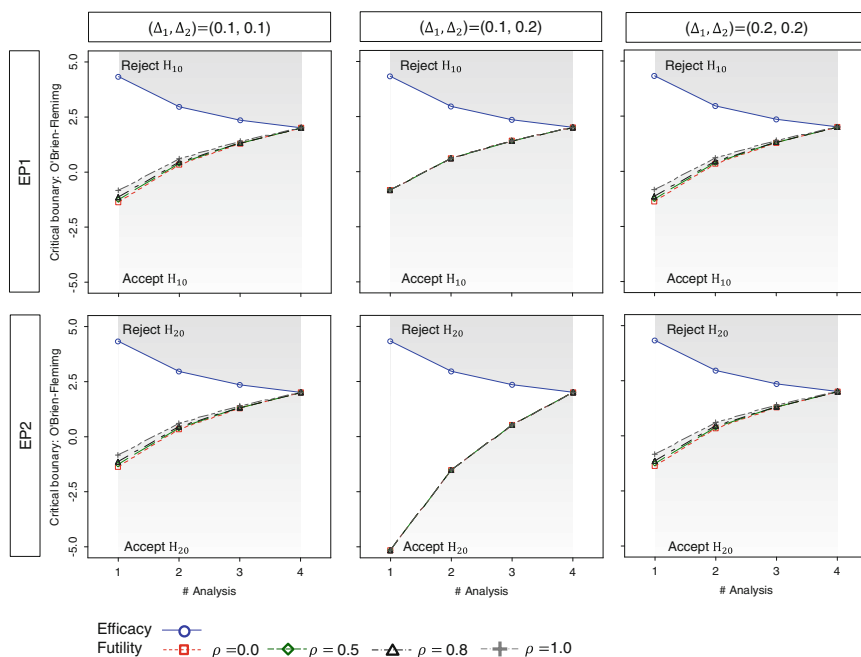 (Δ₁, Δ₂)=(0.1, 0.1)
(Δ₁, Δ₂)=(0.1, 0.2)
(Δ₁, Δ₂)=(0.2, 0.2)
EP1
Critical bounary: O'Brien-Flemimg
5.0
2.5
0.0
-2.5
-5.0
Reject H₁₀
Accept H₁₀
Reject H₁₀
Accept H₁₀
Reject H₁₀
Accept H₁₀
EP2
Critical bounary: O'Brien-Flemimg
5.0
2.5
0.0
-2.5
-5.0
Reject H₂₀
Accept H₂₀
Reject H₂₀
Accept H₂₀
Reject H₂₀
Accept H₂₀
1 2 3 4
1 2 3 4
1 2 3 4
# Analysis
# Analysis
# Analysis
Efficacy
Futility ρ=0.0 ρ=0.5 ρ=0.8 ρ=1.0